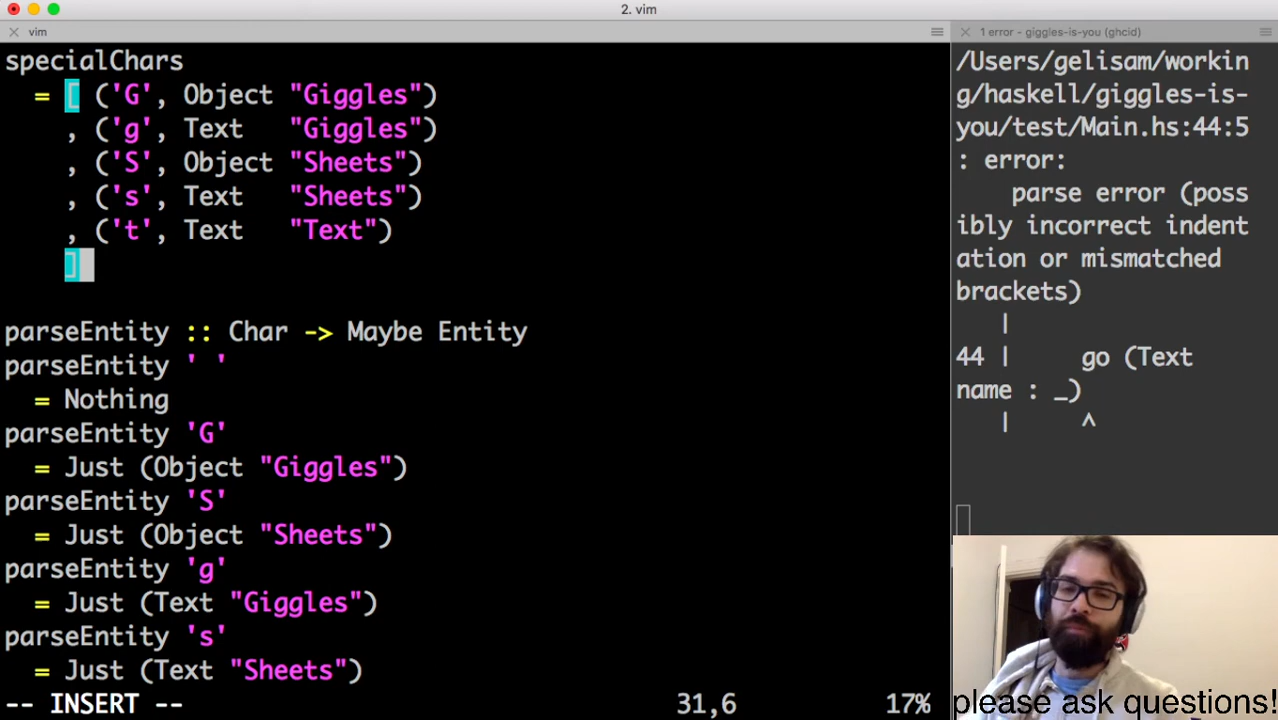 2. vim
vim
1 error - giggles-is-you (ghcid)
specialChars
= [ ('G', Object "Giggles")
, ('g', Text "Giggles")
, ('S', Object "Sheets")
, ('s', Text "Sheets")
, ('t', Text "Text")
]
parseEntity :: Char -> Maybe Entity
parseEntity ' '
= Nothing
parseEntity 'G'
= Just (Object "Giggles")
parseEntity 'S'
= Just (Object "Sheets")
parseEntity 'g'
= Just (Text "Giggles")
parseEntity 's'
= Just (Text "Sheets")
-- INSERT -- 31,6 17%
/Users/gelisam/workin
g/haskell/giggles-is-
you/test/Main.hs:44:5
: error:
parse error (poss
ibly incorrect indent
ation or mismatched
brackets)
|
44 | go (Text
name : _)
| ^
please ask questions!